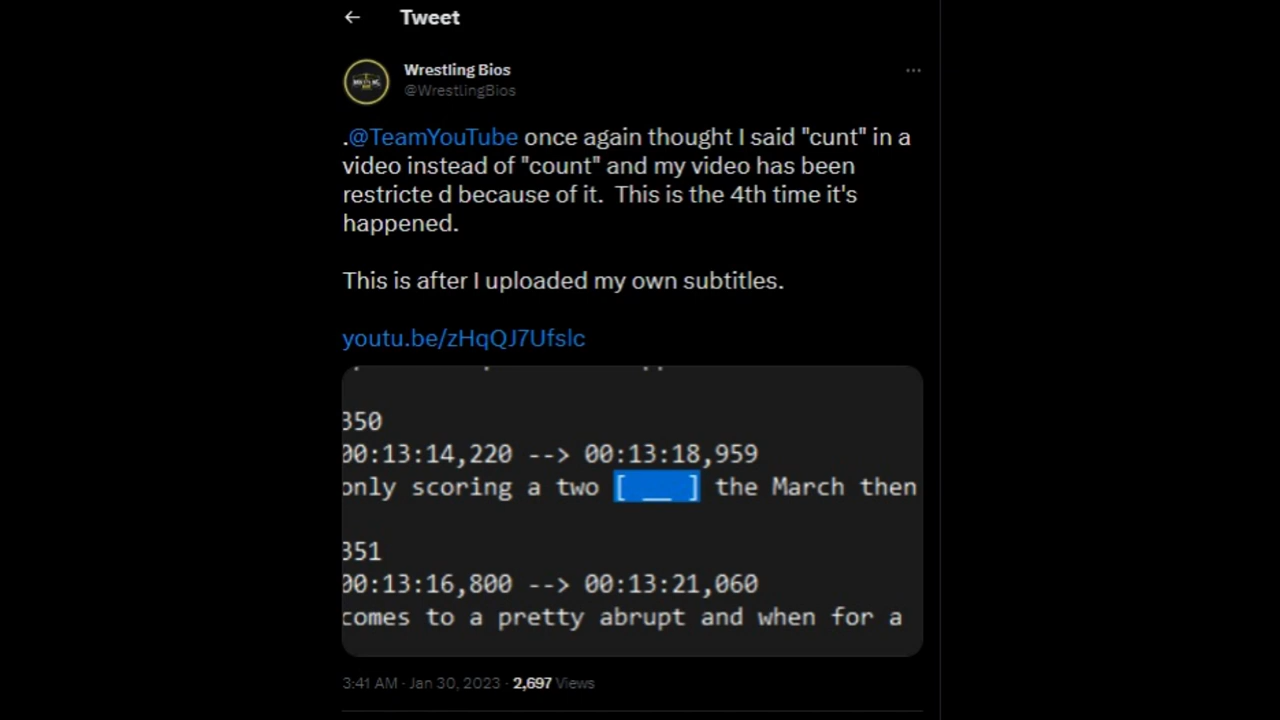 Tweet
Wrestling Bios
@WrestlingBios
.@TeamYouTube once again thought I said "cunt" in a
video instead of "count" and my video has been
restricte d because of it.  This is the 4th time it's
happened.
This is after I uploaded my own subtitles.
youtu.be/zHqQJ7Ufslc
350
00:13:14,220 --> 00:13:18,959
only scoring a two [ __ ] the March then
351
00:13:16,800 --> 00:13:21,060
comes to a pretty abrupt and when for a
3:41 AM · Jan 30, 2023 · 2,697 Views